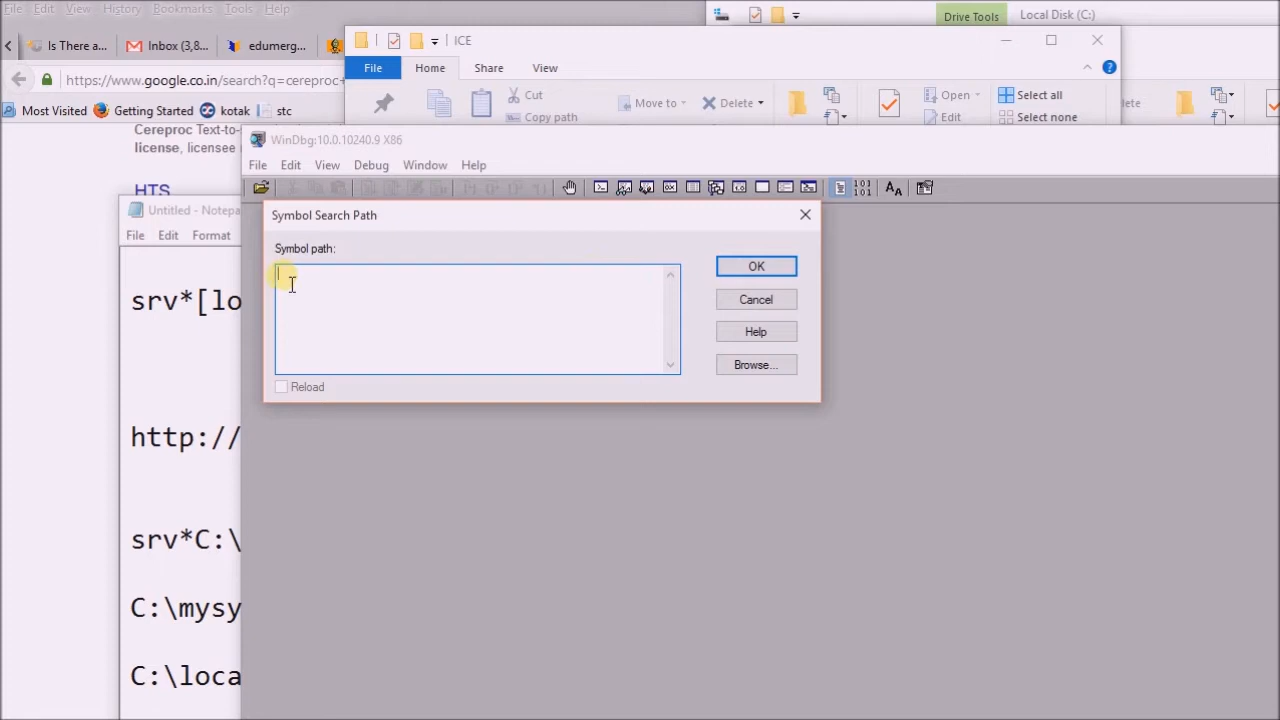 File Edit View History Bookmarks Tools Help
Drive Tools Local Disk (C:)
Is There a... Inbox (3,8... edumerg...
ICE
File Home Share View
https://www.google.co.in/search?q=cereproc+
Cut Move to Delete Open Select all
Copy path Edit Select none
Most Visited Getting Started kotak stc
Cereproc Text-to-
license, licensee
WinDbg:10.0.10240.9 X86
File Edit View Debug Window Help
HTS
Untitled - Notepa
File Edit Format
Symbol Search Path
Symbol path:
OK
Cancel
Help
Browse...
Reload
srv*[lo
http://
srv*C:\
C:\mysy
C:\loca